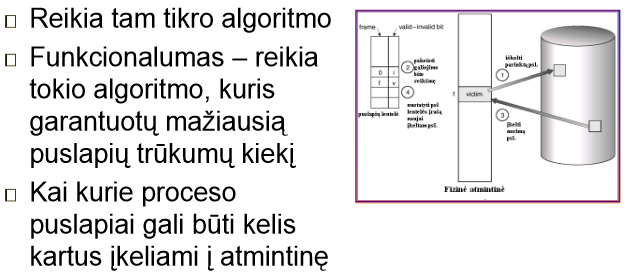 Reikia tam tikro algoritmo
Funkcionalumas – reikia
tokio algoritmo, kuris
garantuotų mažiausią
puslapių trūkumų kiekį
Kai kurie proceso
puslapiai gali būti kelis
kartus įkeliami į atmintinę
frame
valid–invalid bit
0 i
f v
puslapių lentelė
2
pakeisti
galiojimo
bito
reikšmę
4
nustatyti psl
lentelės įrašą
naujai
įkeltam psl.
f
victim
Fizinė atmintinė
1
iškelti
parinktą psl.
3
įkelti
norimą
psl.